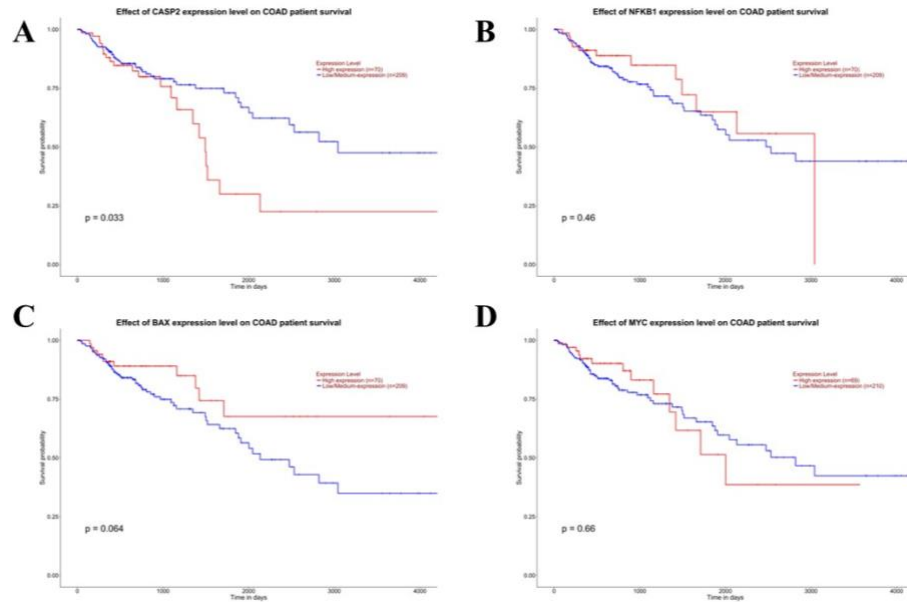 A
Effect of CASP2 expression level on COAD patient survival
Survival probability
1.00
0.75
0.50
0.25
0.00
Expression Level
High expression (n=70)
Low/Medium-expression (n=209)
p = 0.033
0 1000 2000 3000 4000
Time in days
B
Effect of NFKB1 expression level on COAD patient survival
Survival probability
1.00
0.75
0.50
0.25
0.00
Expression Level
High expression (n=70)
Low/Medium-expression (n=209)
p = 0.46
0 1000 2000 3000 4000
Time in days
C
Effect of BAX expression level on COAD patient survival
Survival probability
1.00
0.75
0.50
0.25
0.00
Expression Level
High expression (n=70)
Low/Medium-expression (n=209)
p = 0.064
0 1000 2000 3000 4000
Time in days
D
Effect of MYC expression level on COAD patient survival
Survival probability
1.00
0.75
0.50
0.25
0.00
Expression Level
High expression (n=69)
Low/Medium-expression (n=210)
p = 0.66
0 1000 2000 3000 4000
Time in days